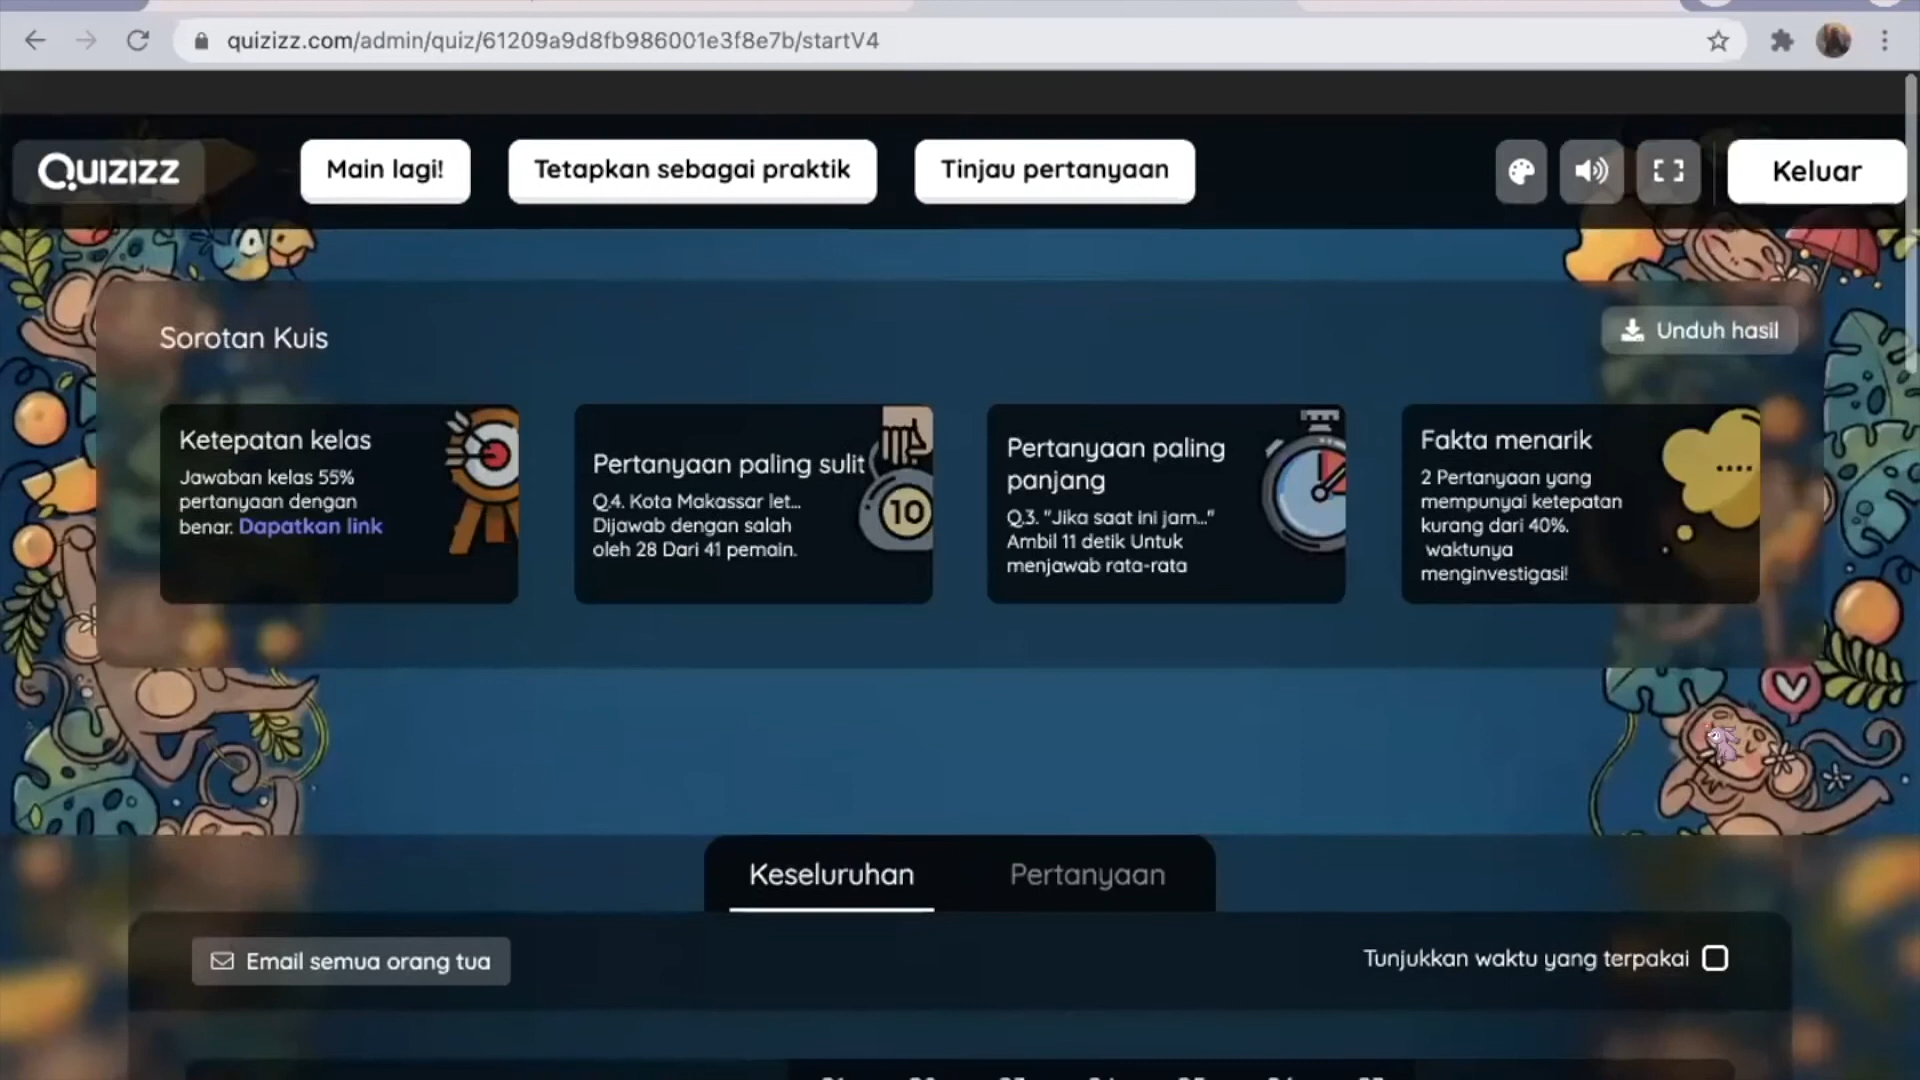 quizizz.com/admin/quiz/61209a9d8fb986001e3f8e7b/startV4
QUIZIZZ
Main lagi!
Tetapkan sebagai praktik
Tinjau pertanyaan
Keluar
Sorotan Kuis
Unduh hasil
Ketepatan kelas
Jawaban kelas 55%
pertanyaan dengan
benar. Dapatkan link
Pertanyaan paling sulit
Q.4. Kota Makassar let...
Dijawab dengan salah
oleh 28 Dari 41 pemain.
10
Pertanyaan paling
panjang
Q.3. "Jika saat ini jam..."
Ambil 11 detik Untuk
menjawab rata-rata
Fakta menarik
2 Pertanyaan yang
mempunyai ketepatan
kurang dari 40%.
waktunya
menginvestigasi!
Keseluruhan
Pertanyaan
Email semua orang tua
Tunjukkan waktu yang terpakai